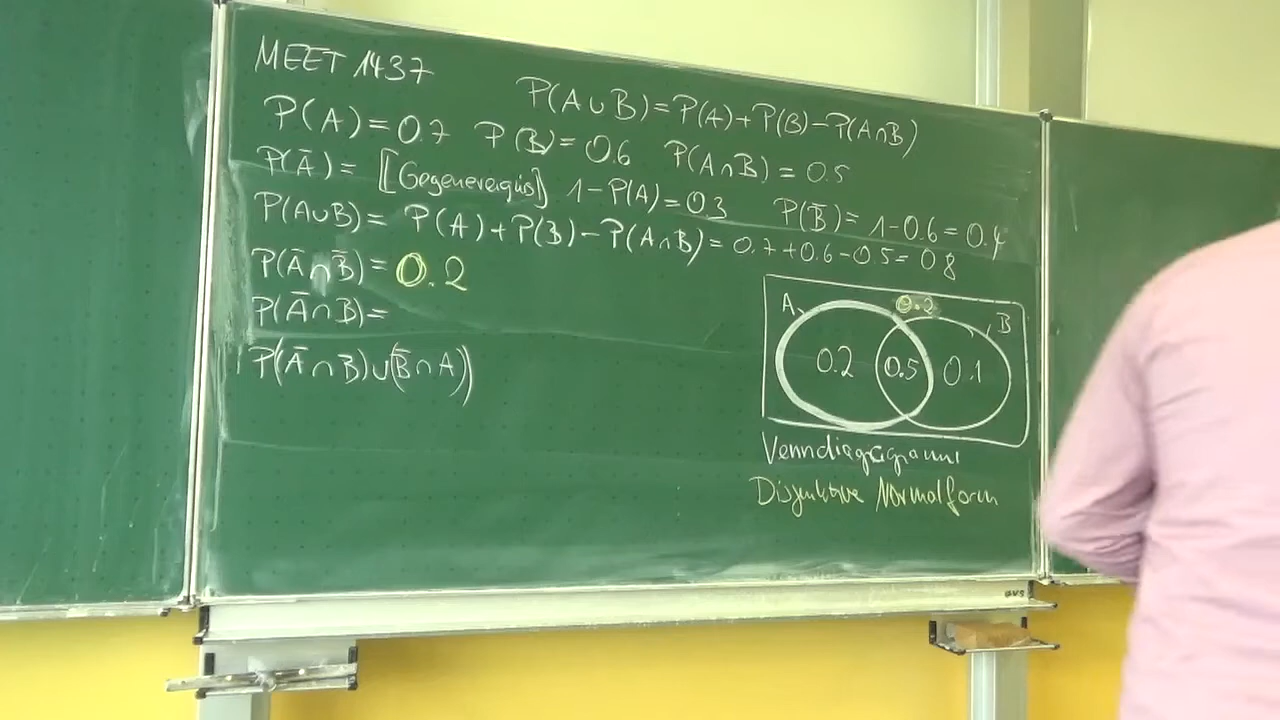 MEET 1437
P(A∪B)=P(A)+P(B)-P(A∩B)
P(A)=0.7 P(B)=0.6 P(A∩B)=0.5
P(Ā)= [[Gegenereignis]] 1-P(A)=0.3 P(B̄)=1-0.6=0.4
P(A∪B)= P(A)+P(B)-P(A∩B)=0.7+0.6-0.5=0.8
P(Ā∩B̄)=0.2
P(Ā∩B)=
P(Ā∩B)∪(B̄∩A))
A 0.2 B
0.2 0.5 0.1
Venndiagramm
Disjunktive Normalform